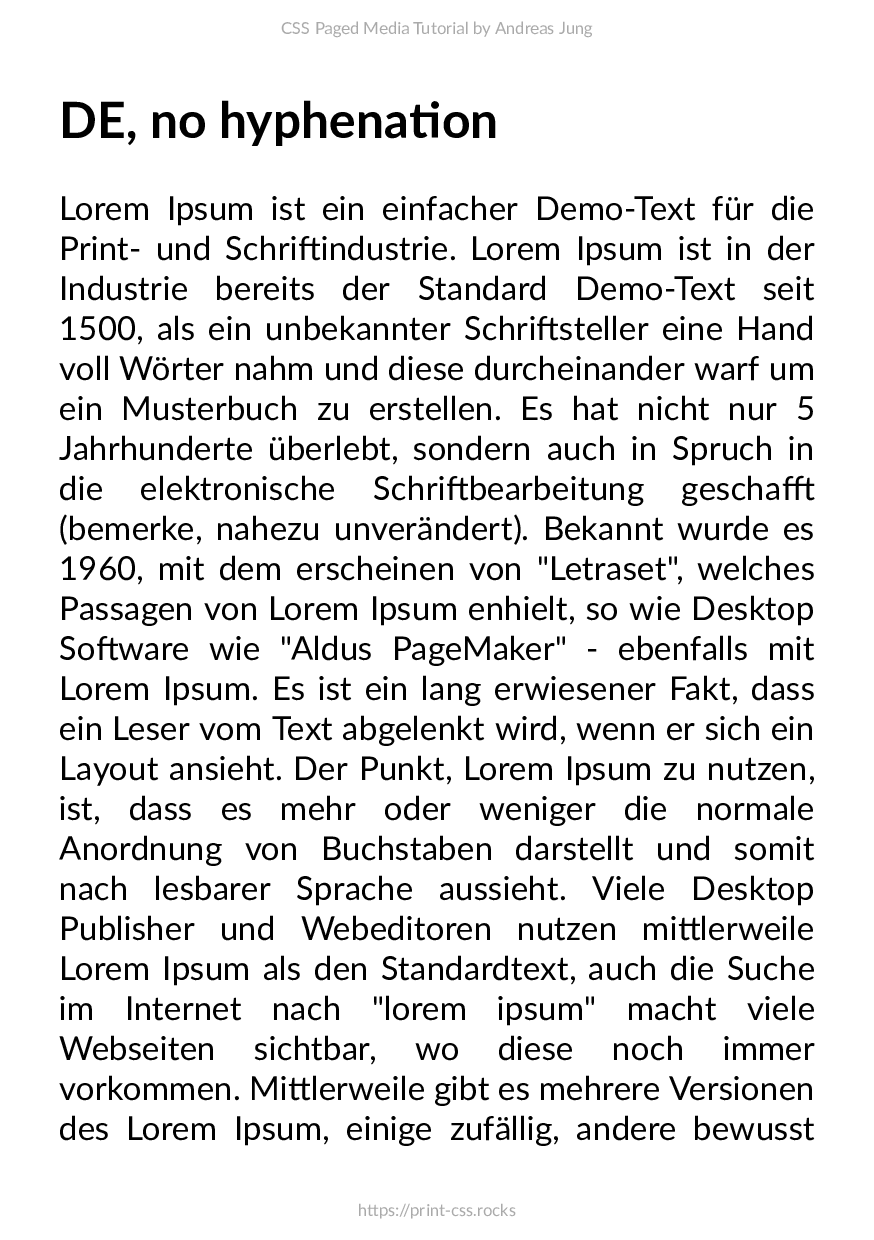 CSS Paged Media Tutorial by Andreas Jung
DE, no hyphenation
Lorem Ipsum ist ein einfacher Demo-Text für die
Print- und Schriftindustrie. Lorem Ipsum ist in der
Industrie bereits der Standard Demo-Text seit
1500, als ein unbekannter Schriftsteller eine Hand
voll Wörter nahm und diese durcheinander warf um
ein Musterbuch zu erstellen. Es hat nicht nur 5
Jahrhunderte überlebt, sondern auch in Spruch in
die elektronische Schriftbearbeitung geschafft
(bemerke, nahezu unverändert). Bekannt wurde es
1960, mit dem erscheinen von "Letraset", welches
Passagen von Lorem Ipsum enhielt, so wie Desktop
Software wie "Aldus PageMaker" - ebenfalls mit
Lorem Ipsum. Es ist ein lang erwiesener Fakt, dass
ein Leser vom Text abgelenkt wird, wenn er sich ein
Layout ansieht. Der Punkt, Lorem Ipsum zu nutzen,
ist, dass es mehr oder weniger die normale
Anordnung von Buchstaben darstellt und somit
nach lesbarer Sprache aussieht. Viele Desktop
Publisher und Webeditoren nutzen mittlerweile
Lorem Ipsum als den Standardtext, auch die Suche
im Internet nach "lorem ipsum" macht viele
Webseiten sichtbar, wo diese noch immer
vorkommen. Mittlerweile gibt es mehrere Versionen
des Lorem Ipsum, einige zufällig, andere bewusst
https://print-css.rocks